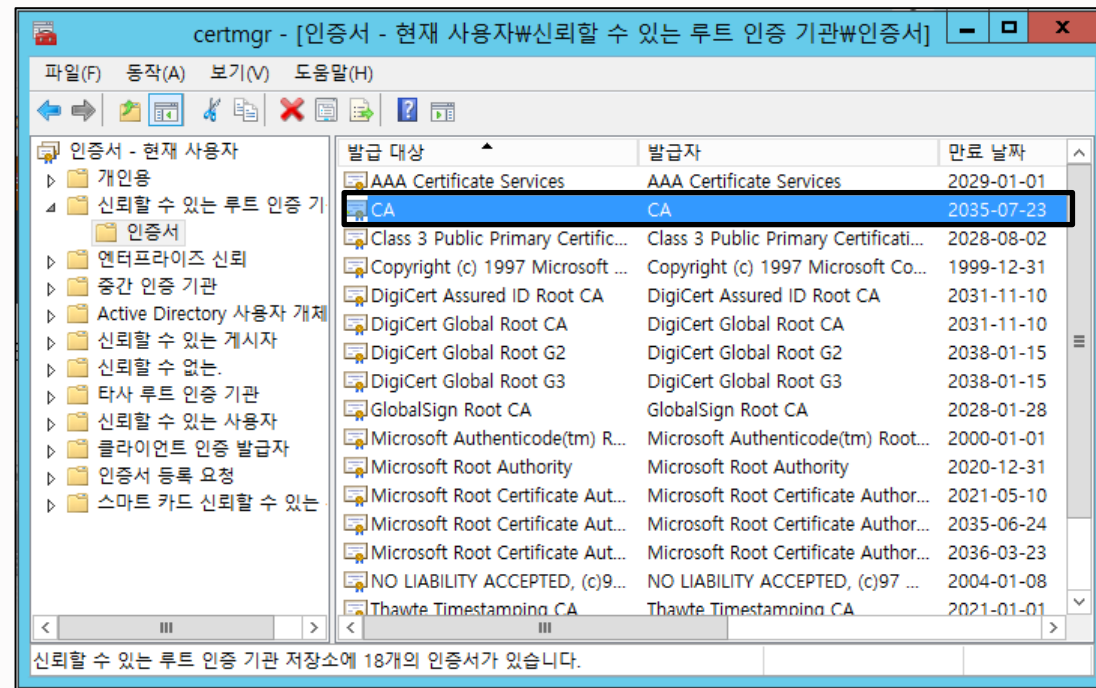 certmgr - [인증서 - 현재 사용자₩신뢰할 수 있는 루트 인증 기관₩인증서]
파일(F) 동작(A) 보기(V) 도움말(H)
인증서 - 현재 사용자
개인용
신뢰할 수 있는 루트 인증 기
인증서
엔터프라이즈 신뢰
중간 인증 기관
Active Directory 사용자 개체
신뢰할 수 있는 게시자
신뢰할 수 없는.
타사 루트 인증 기관
신뢰할 수 있는 사용자
클라이언트 인증 발급자
인증서 등록 요청
스마트 카드 신뢰할 수 있는
발급 대상 발급자 만료 날짜
AAA Certificate Services AAA Certificate Services 2029-01-01
CA CA 2035-07-23
Class 3 Public Primary Certific... Class 3 Public Primary Certificati... 2028-08-02
Copyright (c) 1997 Microsoft ... Copyright (c) 1997 Microsoft Co... 1999-12-31
DigiCert Assured ID Root CA DigiCert Assured ID Root CA 2031-11-10
DigiCert Global Root CA DigiCert Global Root CA 2031-11-10
DigiCert Global Root G2 DigiCert Global Root G2 2038-01-15
DigiCert Global Root G3 DigiCert Global Root G3 2038-01-15
GlobalSign Root CA GlobalSign Root CA 2028-01-28
Microsoft Authenticode(tm) R... Microsoft Authenticode(tm) Root... 2000-01-01
Microsoft Root Authority Microsoft Root Authority 2020-12-31
Microsoft Root Certificate Aut... Microsoft Root Certificate Author... 2021-05-10
Microsoft Root Certificate Aut... Microsoft Root Certificate Author... 2035-06-24
Microsoft Root Certificate Aut... Microsoft Root Certificate Author... 2036-03-23
NO LIABILITY ACCEPTED, (c)9... NO LIABILITY ACCEPTED, (c)97 ... 2004-01-08
Thawte Timestamping CA Thawte Timestamping CA 2021-01-01
신뢰할 수 있는 루트 인증 기관 저장소에 18개의 인증서가 있습니다.